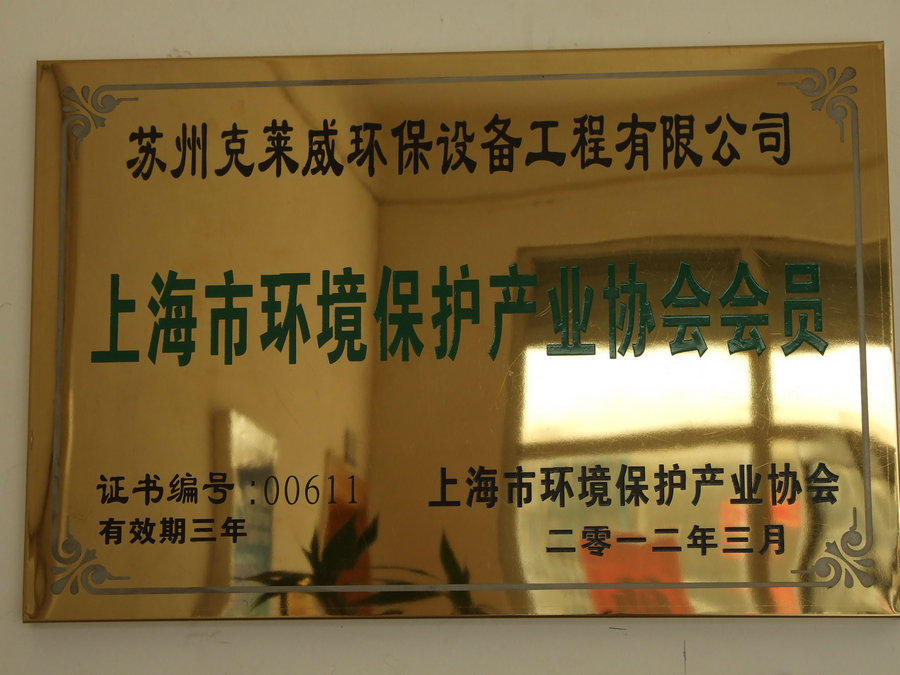 苏州克莱威环保设备工程有限公司
上海市环境保护产业协会会员
证书编号:00611
有效期三年
上海市环境保护产业协会
二零一二年三月